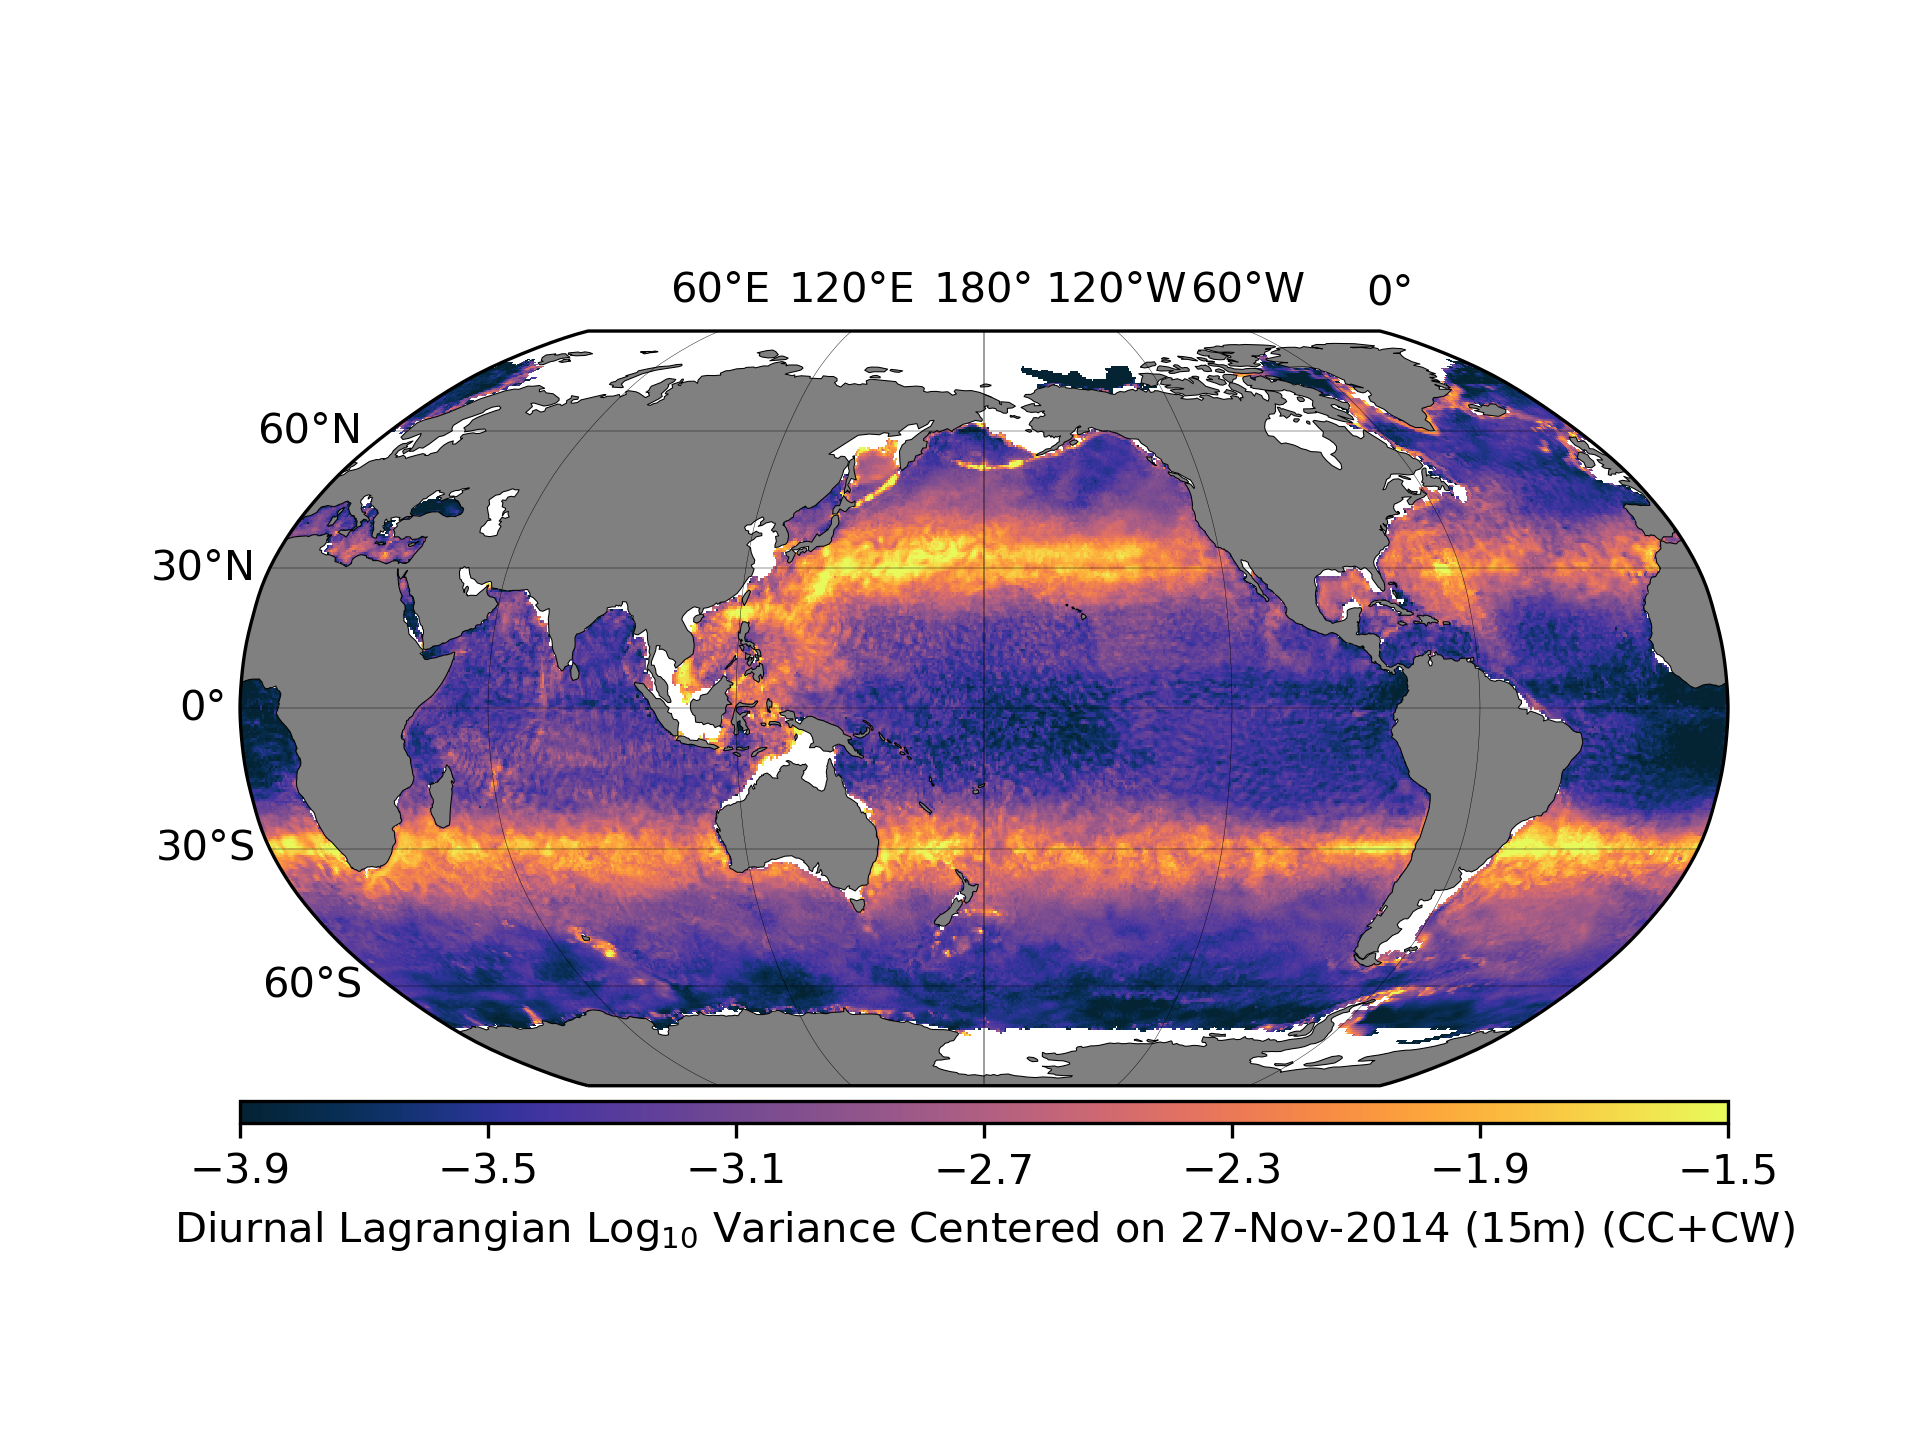 60°E 120°E 180° 120°W 60°W 0°
60°N
30°N
0°
30°S
60°S
−3.9 −3.5 −3.1 −2.7 −2.3 −1.9 −1.5
Diurnal Lagrangian Log₁₀ Variance Centered on 27-Nov-2014 (15m) (CC+CW)